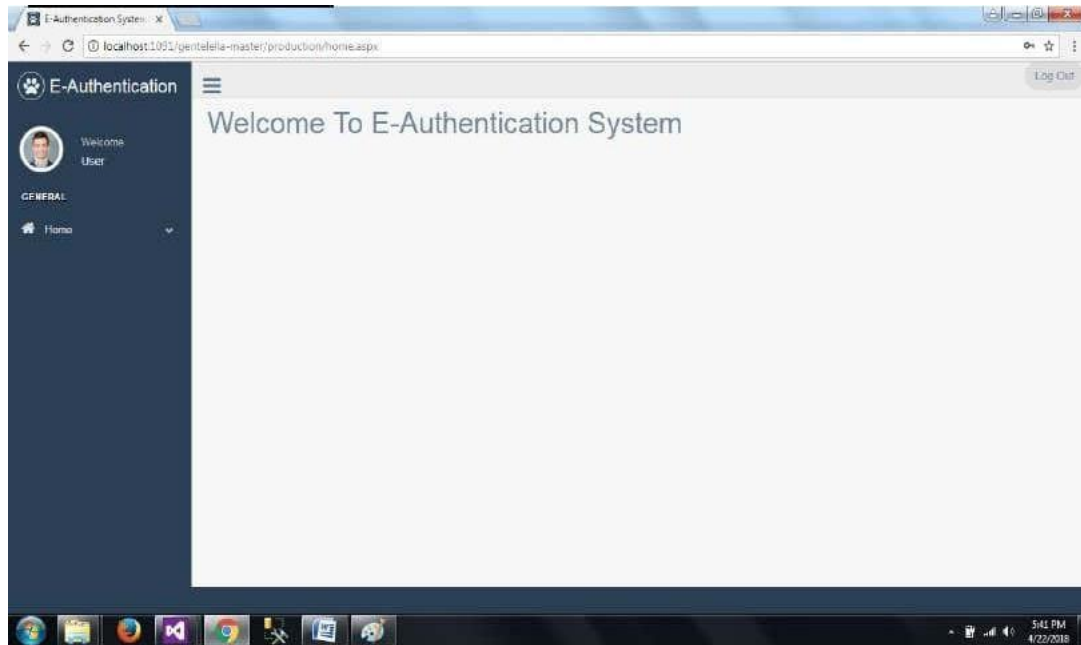 E-Authentication System
localhost:1091/gentelella-master/production/home.aspx
E-Authentication
Log Out
Welcome To E-Authentication System
Welcome
User
GENERAL
Home
5:41 PM
4/22/2018